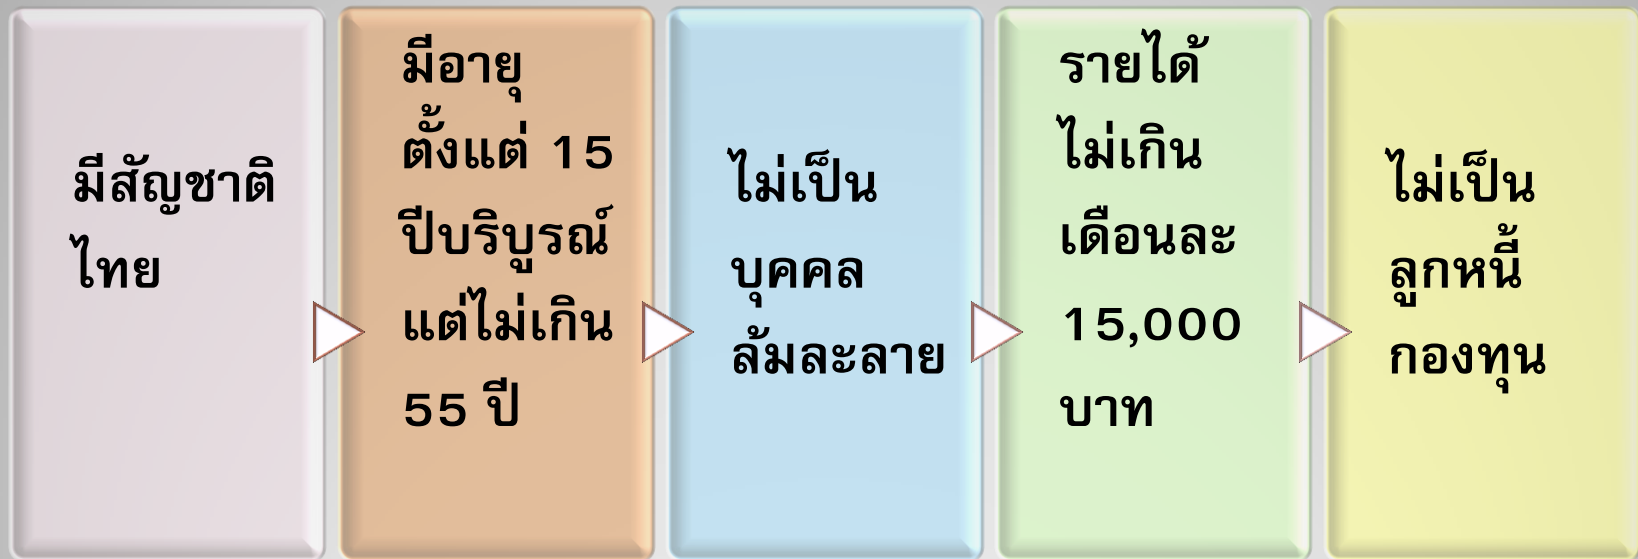 มีสัญชาติ
ไทย
มีอายุ
ตั้งแต่ 15
ปีบริบูรณ์
แต่ไม่เกิน
55 ปี
ไม่เป็น
บุคคล
ล้มละลาย
รายได้
ไม่เกิน
เดือนละ
15,000
บาท
ไม่เป็น
ลูกหนี้
กองทุน